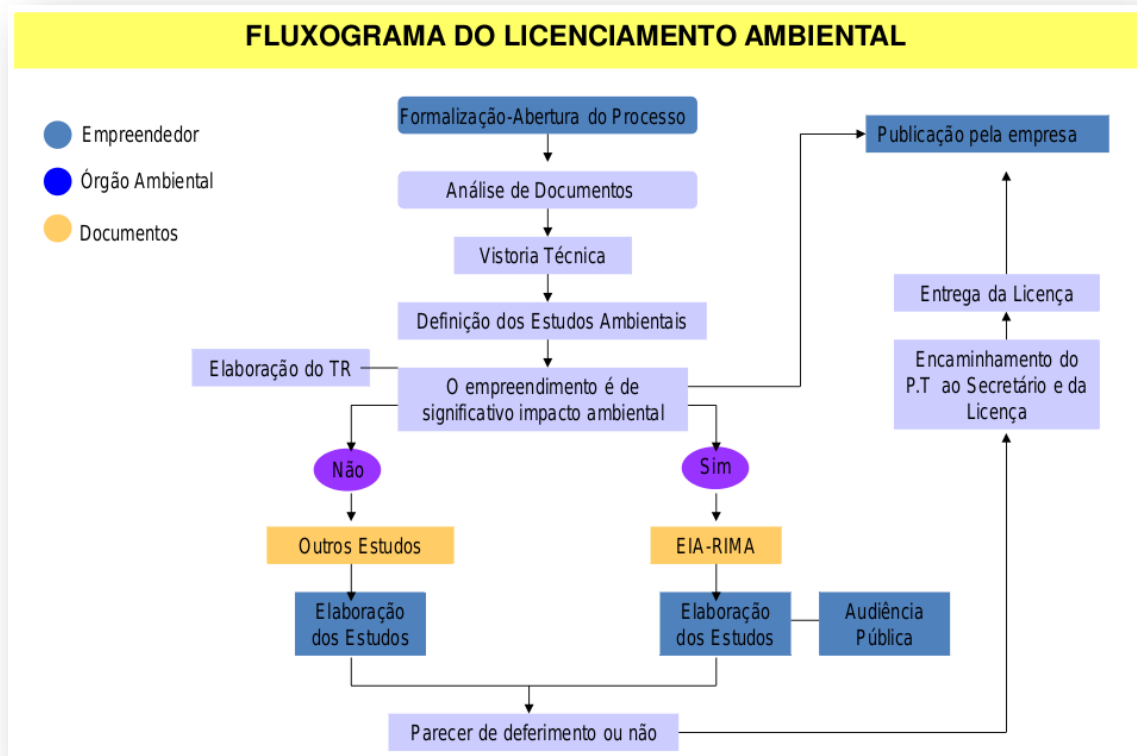 FLUXOGRAMA DO LICENCIAMENTO AMBIENTAL
Empreendedor
Órgão Ambiental
Documentos
Formalização-Abertura do Processo
Análise de Documentos
Vistoria Técnica
Definição dos Estudos Ambientais
Elaboração do TR
O empreendimento é de
significativo impacto ambiental
Não
Sim
Outros Estudos
EIA-RIMA
Elaboração
dos Estudos
Elaboração
dos Estudos
Audiência
Pública
Parecer de deferimento ou não
Encaminhamento do
P.T ao Secretário e da
Licença
Entrega da Licença
Publicação pela empresa